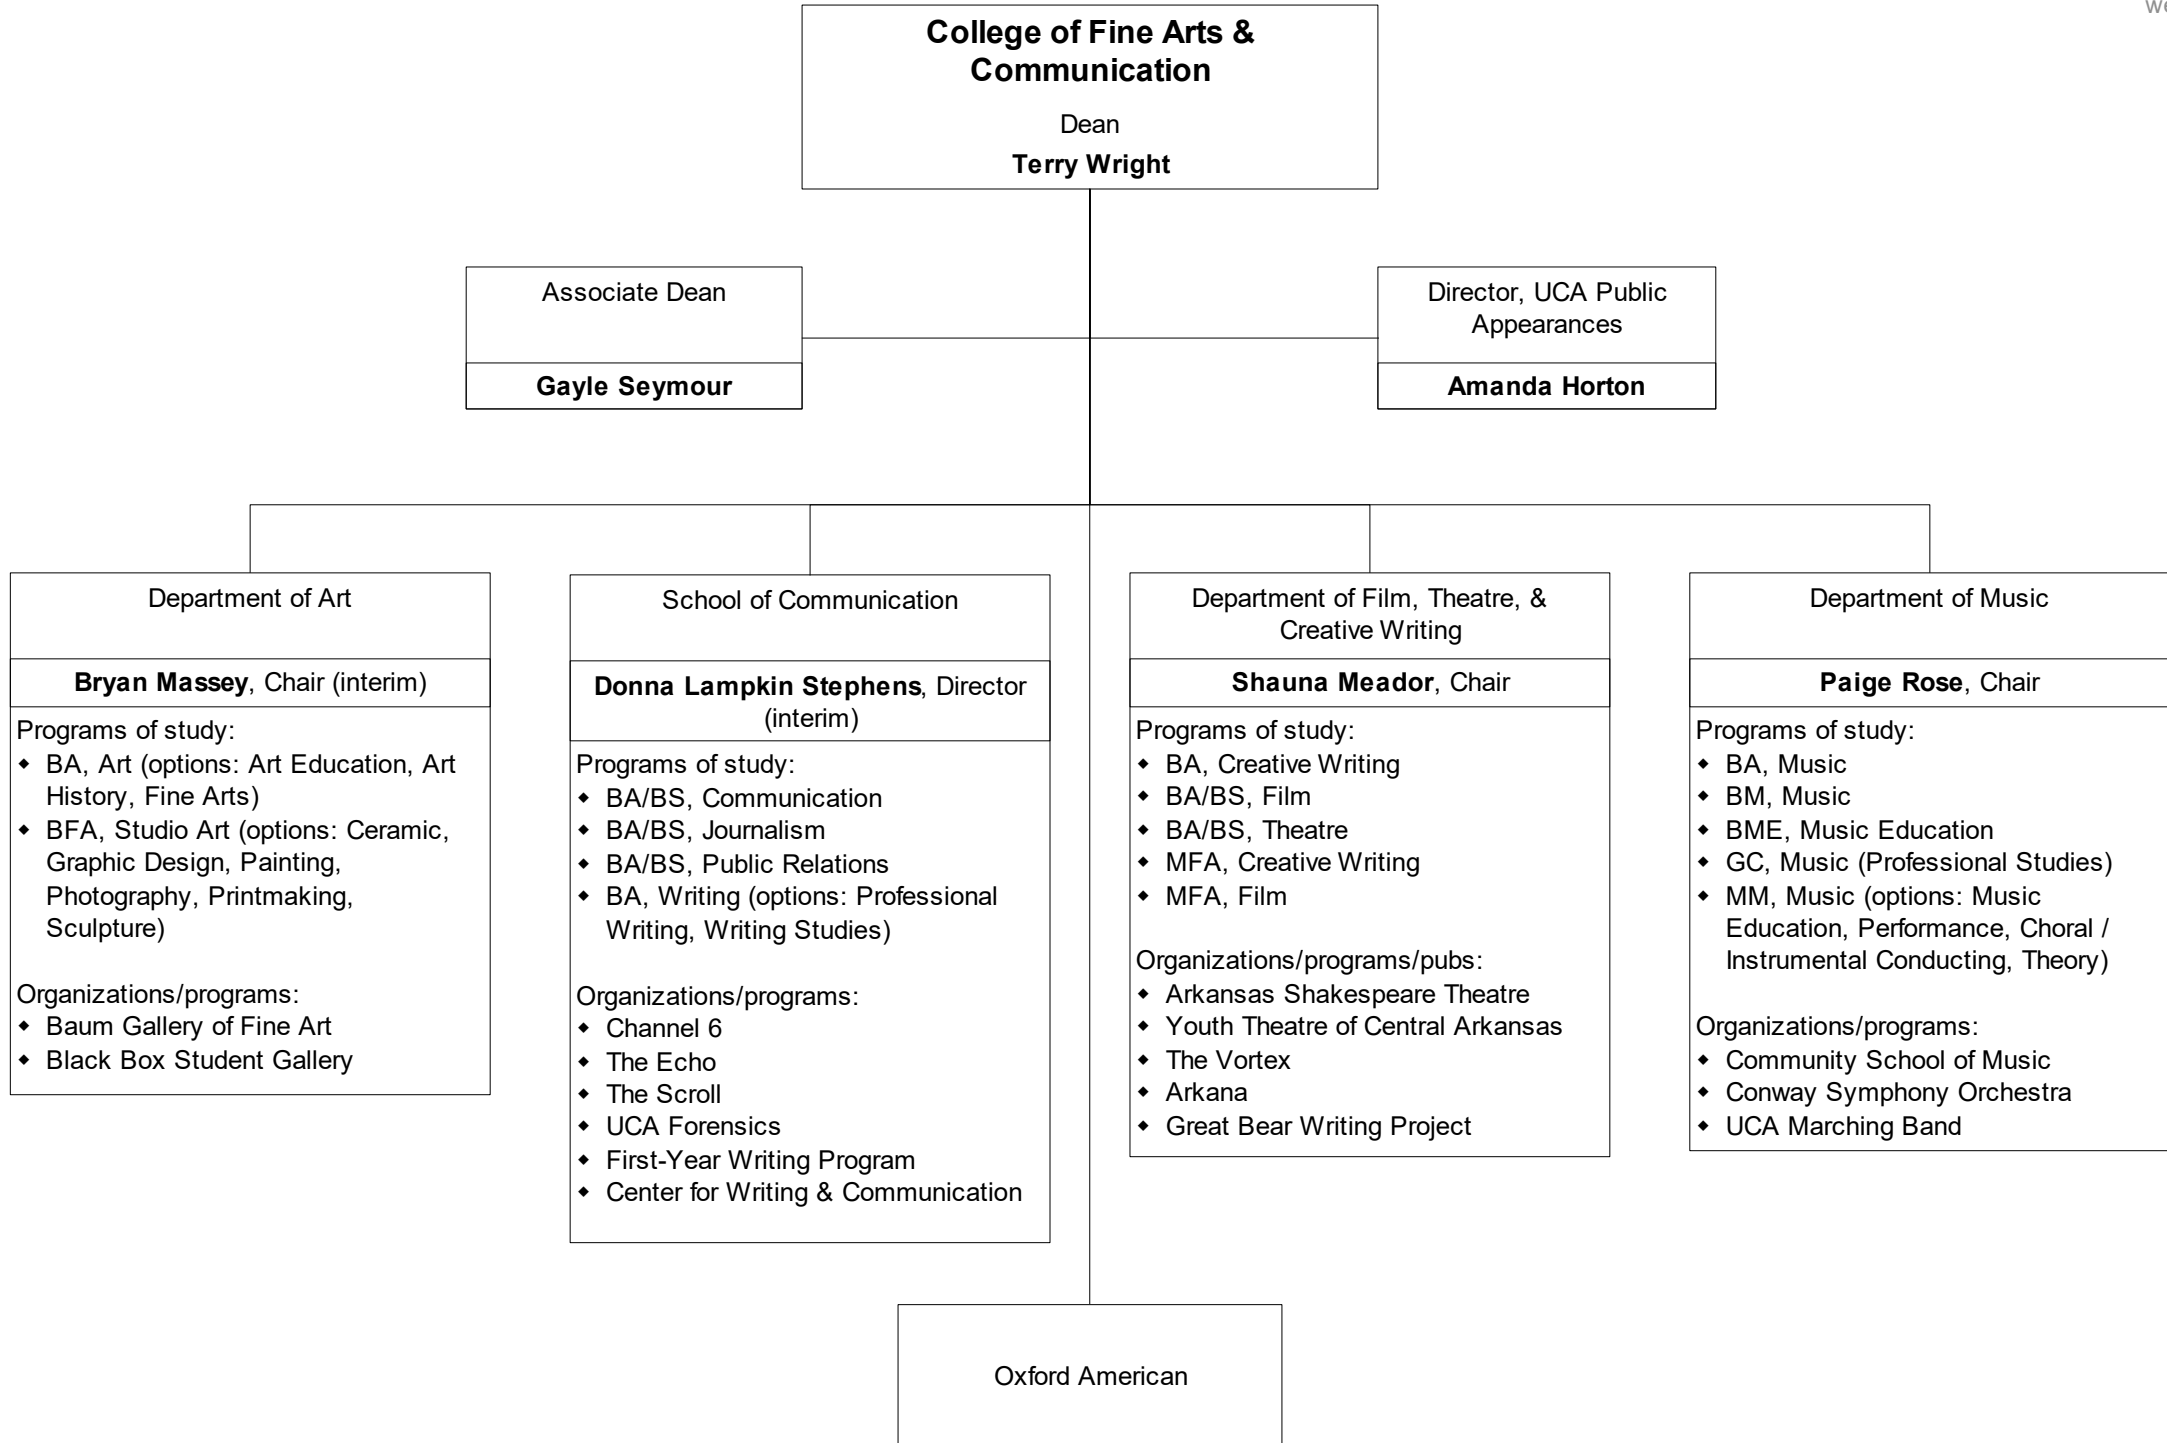 College of Fine Arts &
Communication
Dean
Terry Wright
Associate Dean
Gayle Seymour
Director, UCA Public
Appearances
Amanda Horton
Department of Art
Bryan Massey, Chair (interim)
Programs of study:
◆ BA, Art (options: Art Education, Art
History, Fine Arts)
◆ BFA, Studio Art (options: Ceramic,
Graphic Design, Painting,
Photography, Printmaking,
Sculpture)
Organizations/programs:
◆ Baum Gallery of Fine Art
◆ Black Box Student Gallery
School of Communication
Donna Lampkin Stephens, Director
(interim)
Programs of study:
◆ BA/BS, Communication
◆ BA/BS, Journalism
◆ BA/BS, Public Relations
◆ BA, Writing (options: Professional
Writing, Writing Studies)
Organizations/programs:
◆ Channel 6
◆ The Echo
◆ The Scroll
◆ UCA Forensics
◆ First-Year Writing Program
◆ Center for Writing & Communication
Department of Film, Theatre, &
Creative Writing
Shauna Meador, Chair
Programs of study:
◆ BA, Creative Writing
◆ BA/BS, Film
◆ BA/BS, Theatre
◆ MFA, Creative Writing
◆ MFA, Film
Organizations/programs/pubs:
◆ Arkansas Shakespeare Theatre
◆ Youth Theatre of Central Arkansas
◆ The Vortex
◆ Arkana
◆ Great Bear Writing Project
Department of Music
Paige Rose, Chair
Programs of study:
◆ BA, Music
◆ BM, Music
◆ BME, Music Education
◆ GC, Music (Professional Studies)
◆ MM, Music (options: Music
Education, Performance, Choral /
Instrumental Conducting, Theory)
Organizations/programs:
◆ Community School of Music
◆ Conway Symphony Orchestra
◆ UCA Marching Band
Oxford American